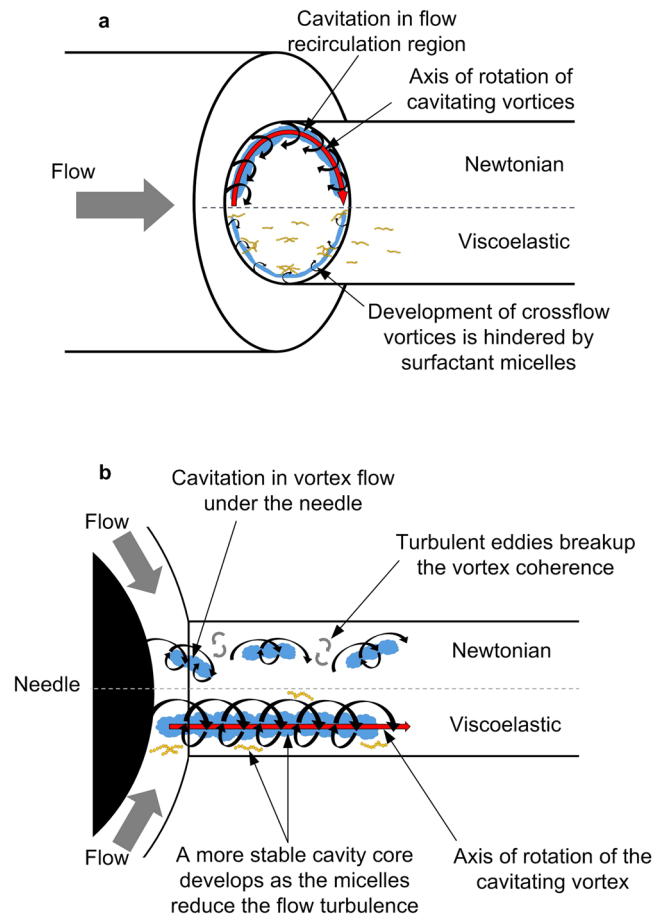 a
Cavitation in flow
recirculation region
Axis of rotation of
cavitating vortices
Flow
Newtonian
Viscoelastic
Development of crossflow
vortices is hindered by
surfactant micelles
b
Cavitation in vortex flow
under the needle
Flow
Turbulent eddies breakup
the vortex coherence
Newtonian
Needle
Viscoelastic
Flow
A more stable cavity core
develops as the micelles
reduce the flow turbulence
Axis of rotation of the
cavitating vortex